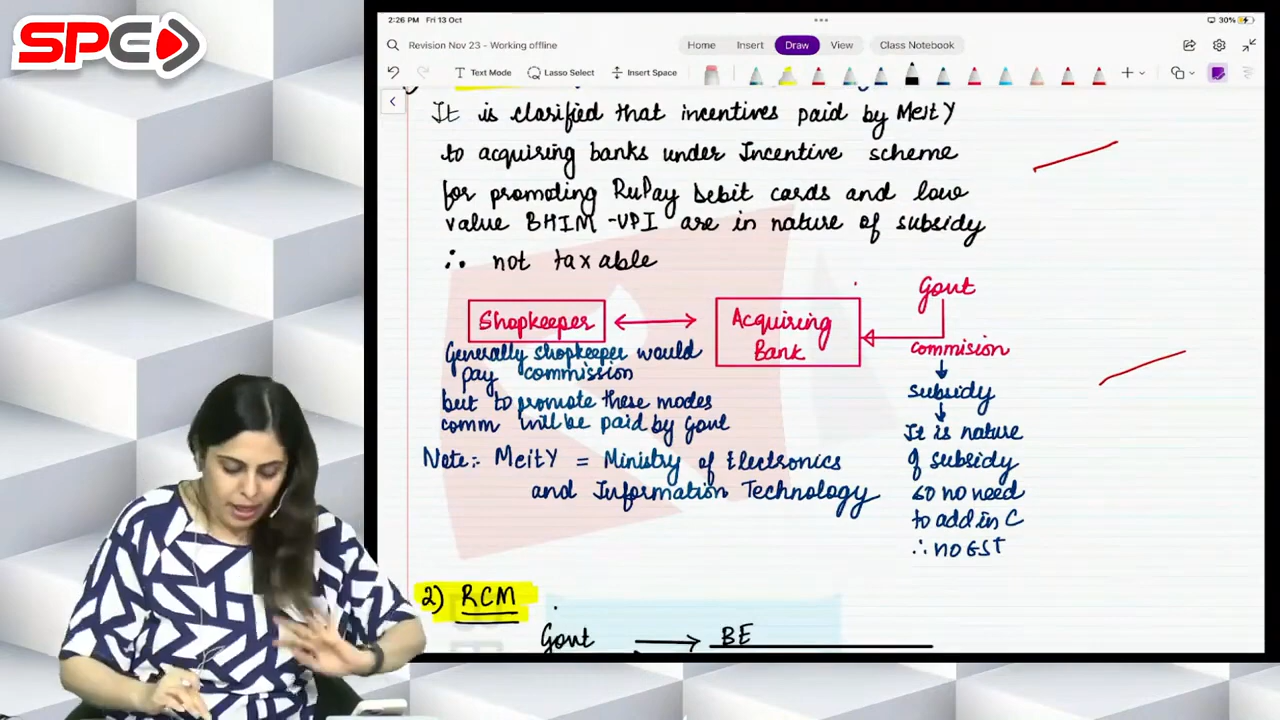 SPC
2:26 PM Fri 13 Oct
30%
Revision Nov 23 - Working offline
Home Insert Draw View Class Notebook
Text Mode Lasso Select Insert Space
It is clarified that incentives paid by MeitY
to acquiring banks under Incentive scheme
for promoting RuPay Debit cards and low
value BHIM-UPI are in nature of subsidy
∴ not taxable
Shopkeeper
Acquiring
Bank
Govt
commision
subsidy
It is nature
of subsidy
so no need
to add in C
∴ no GST
Generally shopkeeper would
pay commission
but to promote these modes
comm will be paid by Govt
Note:- MeitY = Ministry of Electronics
and Information Technology
2) RCM
Govt BE